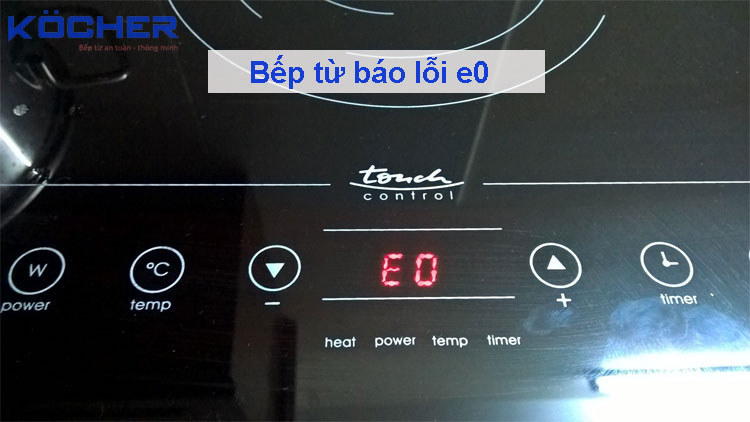 KÖCHER
Bếp từ an toàn - thông minh
Bếp từ báo lỗi e0
touch
control
W
°C
E0
power
temp
−
+
timer
heat power temp timer